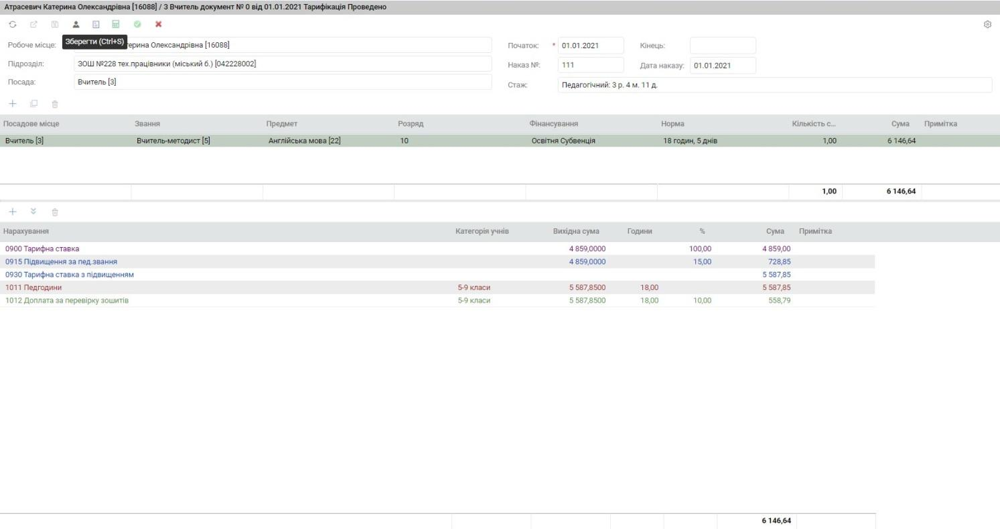 Атрасевич Катерина Олександрівна [16088] / 3 Вчитель документ № 0 від 01.01.2021 Тарифікація Проведено
Зберегти (Ctrl+S)
Робоче місце: терина Олександрівна [16088] Початок: * 01.01.2021 Кінець:
Підрозділ: ЗОШ №228 тех.працівники (міський б.) [042228002] Наказ №: 111 Дата наказу: 01.01.2021
Посада: Вчитель [3] Стаж: Педагогічний: 3 р. 4 м. 11 д.
Посадове місце Звання Предмет Розряд Фінансування Норма Кількість с... Сума Примітка
Вчитель [3] Вчитель-методист [5] Англійська мова [22] 10 Освітня Субвенція 18 годин, 5 днів 1,00 6 146,64
1,00 6 146,64
Нарахування Категорія учнів Вихідна сума Години % Сума Примітка
0900 Тарифна ставка 4 859,0000 100,00 4 859,00
0915 Підвищення за пед.звання 4 859,0000 15,00 728,85
0930 Тарифна ставка з підвищенням 5 587,85
1011 Педгодини 5-9 класи 5 587,8500 18,00 5 587,85
1012 Доплата за перевірку зошитів 5-9 класи 5 587,8500 18,00 10,00 558,79
6 146,64